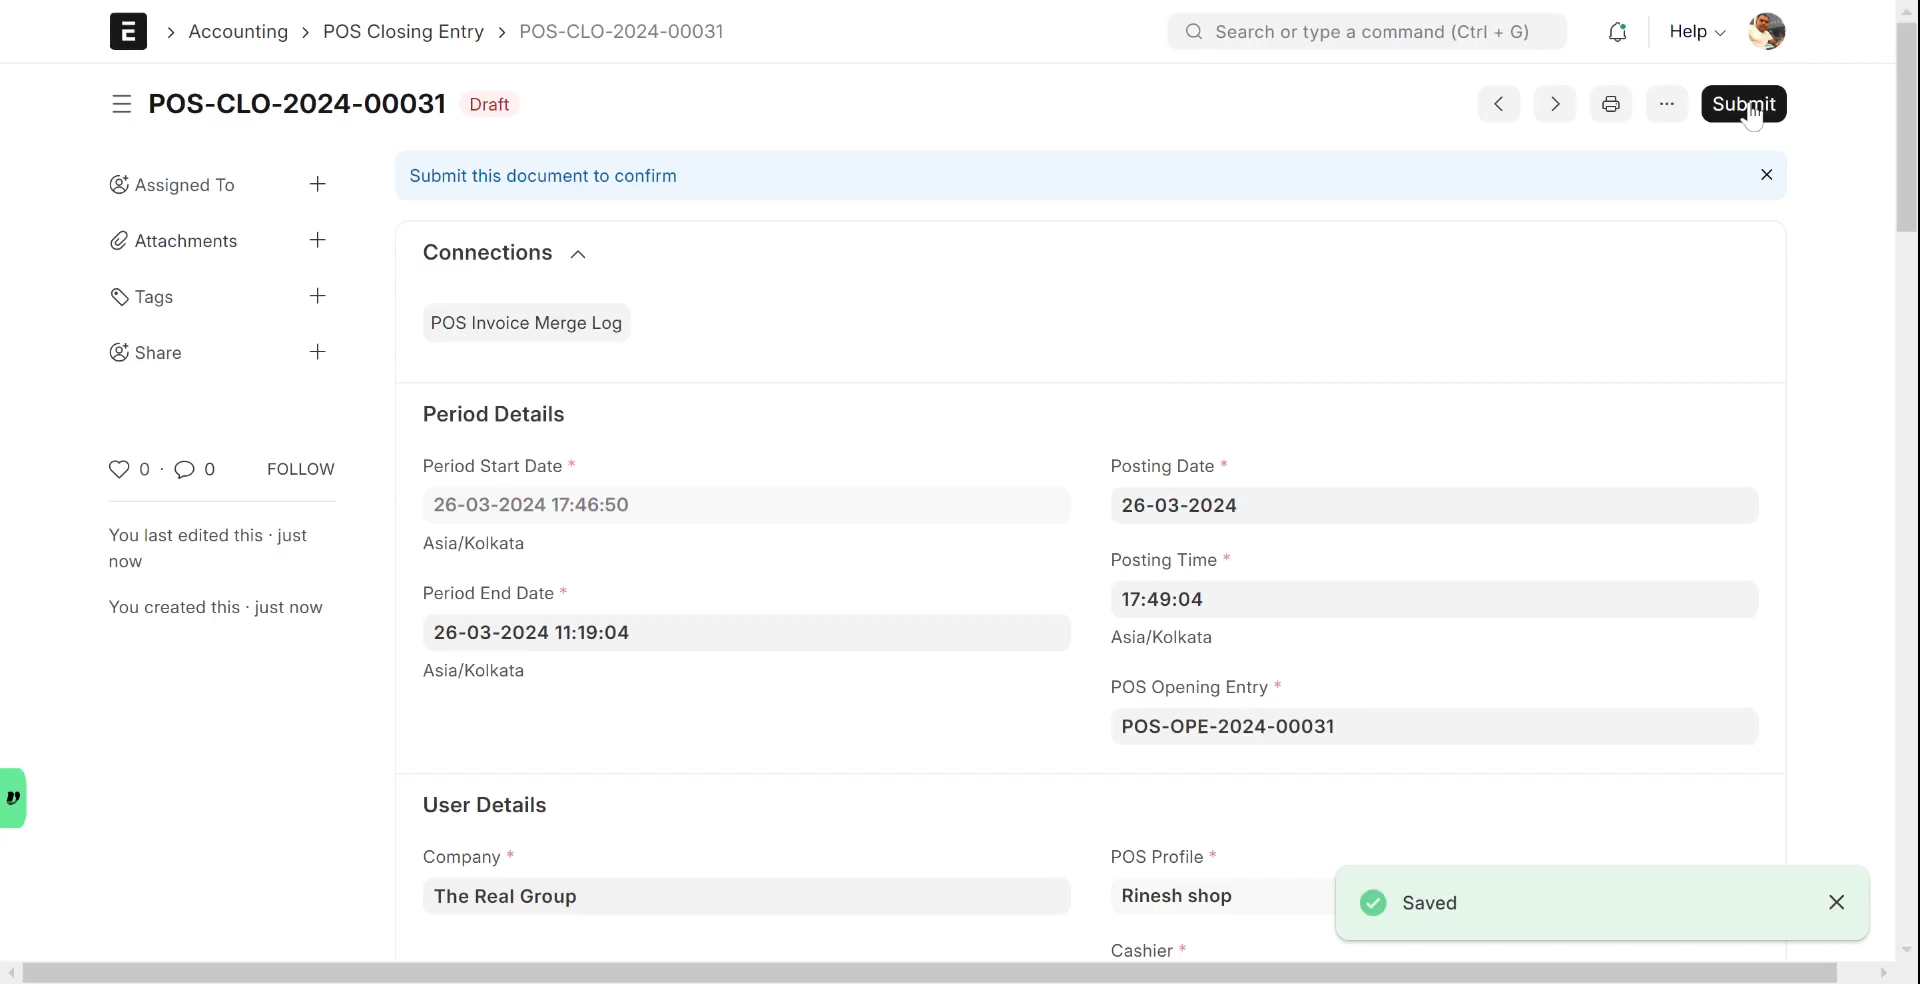 E > Accounting > POS Closing Entry > POS-CLO-2024-00031
Search or type a command (Ctrl + G)
Help
POS-CLO-2024-00031 Draft
Submit
Assigned To
Attachments
Tags
Share
0 · 0 FOLLOW
You last edited this · just
now
You created this · just now
Submit this document to confirm
Connections
POS Invoice Merge Log
Period Details
Period Start Date *
26-03-2024 17:46:50
Asia/Kolkata
Period End Date *
26-03-2024 11:19:04
Asia/Kolkata
Posting Date *
26-03-2024
Posting Time *
17:49:04
Asia/Kolkata
POS Opening Entry *
POS-OPE-2024-00031
User Details
Company *
The Real Group
POS Profile *
Rinesh shop
Cashier *
Saved